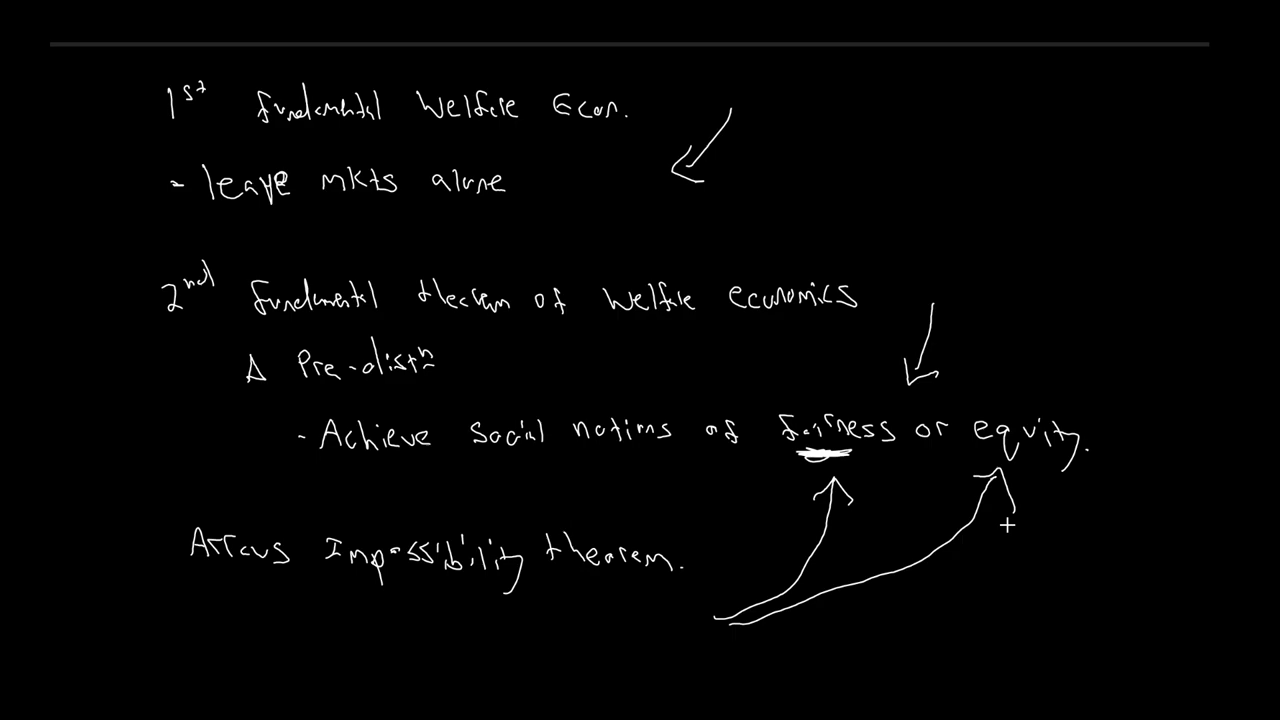 1st Fundamental Welfare Econ.
- leave mkts alone
2nd Fundamental theorem of Welfare economics
Δ Pre-distn
- Achieve social notions of fairness or equity.
Arrows Impossibility theorem.